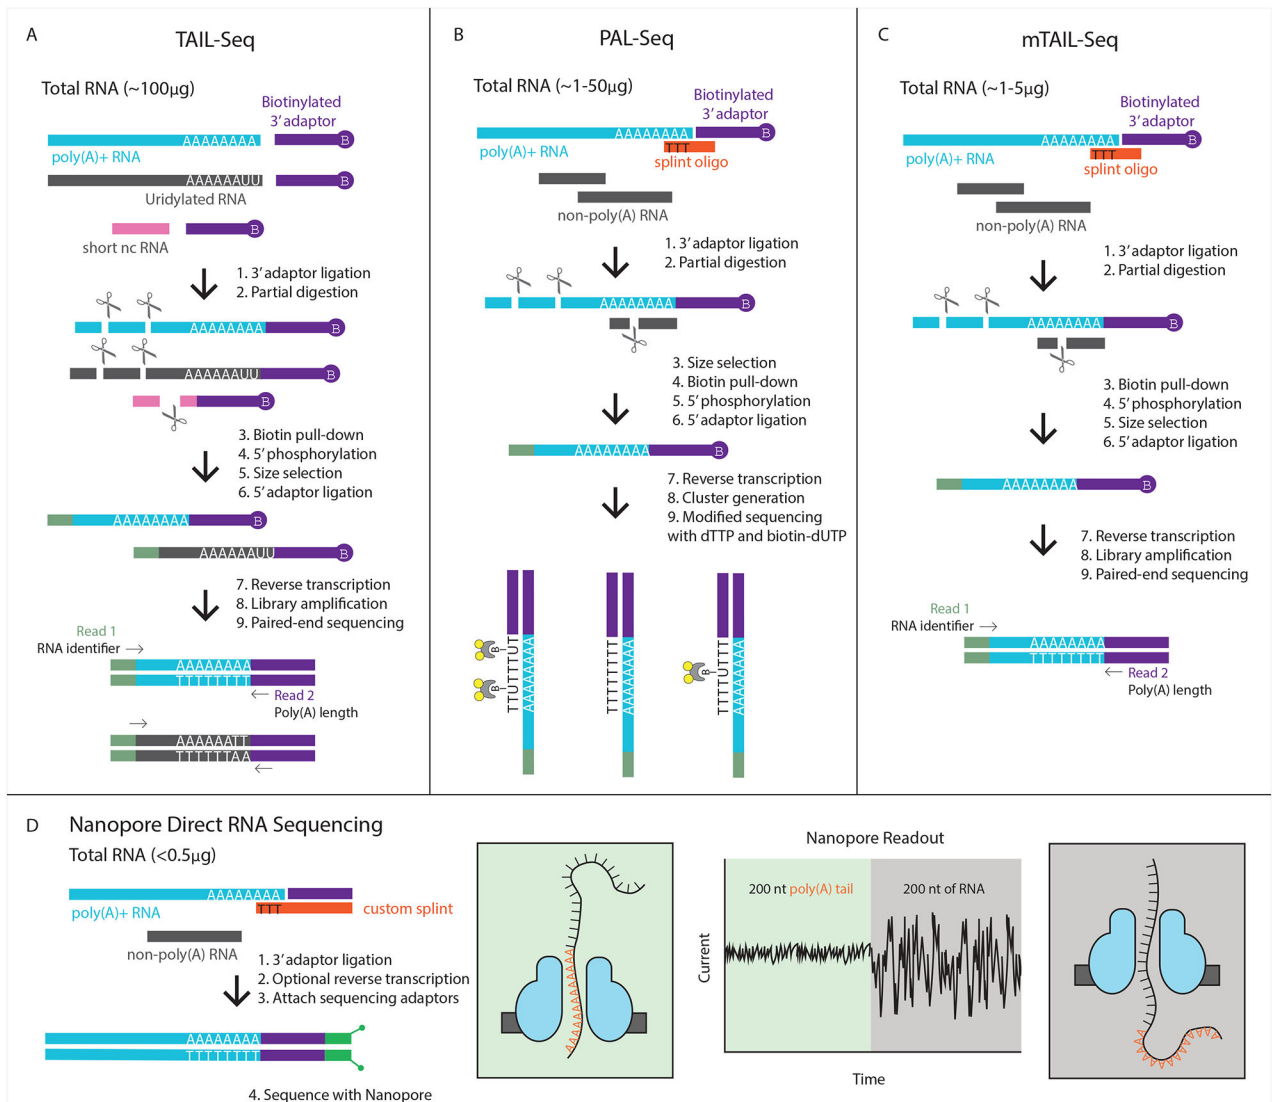 A
TAIL-Seq
Total RNA (~100µg)
Biotinylated
3’ adaptor
AAAAAAAA
B
poly(A)+ RNA
AAAAAAUU
B
Uridylated RNA
B
short nc RNA
1. 3’ adaptor ligation
2. Partial digestion
AAAAAAAA
B
AAAAAAUU
B
B
3. Biotin pull-down
4. 5’ phosphorylation
5. Size selection
6. 5’ adaptor ligation
AAAAAAAA
B
AAAAAAUU
B
7. Reverse transcription
8. Library amplification
9. Paired-end sequencing
Read 1
RNA identifier
AAAAAAAA
TTTTTTTT
Read 2
Poly(A) length
AAAAAATT
TTTTTTAA
B
PAL-Seq
Total RNA (~1-50µg)
Biotinylated
3’ adaptor
AAAAAAAA
B
TTT
poly(A)+ RNA
splint oligo
non-poly(A) RNA
1. 3’ adaptor ligation
2. Partial digestion
AAAAAAAA
B
3. Size selection
4. Biotin pull-down
5. 5’ phosphorylation
6. 5’ adaptor ligation
AAAAAAAA
B
7. Reverse transcription
8. Cluster generation
9. Modified sequencing
with dTTP and biotin-dUTP
TTUTTTUT
AAAAAAAA
B
B
TTTTTTTT
AAAAAAAA
TTTTUTTT
AAAAAAAA
B
C
mTAIL-Seq
Total RNA (~1-5µg)
Biotinylated
3’ adaptor
AAAAAAAA
B
TTT
poly(A)+ RNA
splint oligo
non-poly(A) RNA
1. 3’ adaptor ligation
2. Partial digestion
AAAAAAAA
B
3. Biotin pull-down
4. 5’ phosphorylation
5. Size selection
6. 5’ adaptor ligation
AAAAAAAA
B
7. Reverse transcription
8. Library amplification
9. Paired-end sequencing
Read 1
RNA identifier
AAAAAAAA
TTTTTTTT
Read 2
Poly(A) length
D
Nanopore Direct RNA Sequencing
Total RNA (<0.5µg)
AAAAAAAA
TTT
custom splint
poly(A)+ RNA
non-poly(A) RNA
1. 3’ adaptor ligation
2. Optional reverse transcription
3. Attach sequencing adaptors
AAAAAAAA
TTTTTTTT
4. Sequence with Nanopore
Nanopore Readout
200 nt poly(A) tail
200 nt of RNA
Current
Time